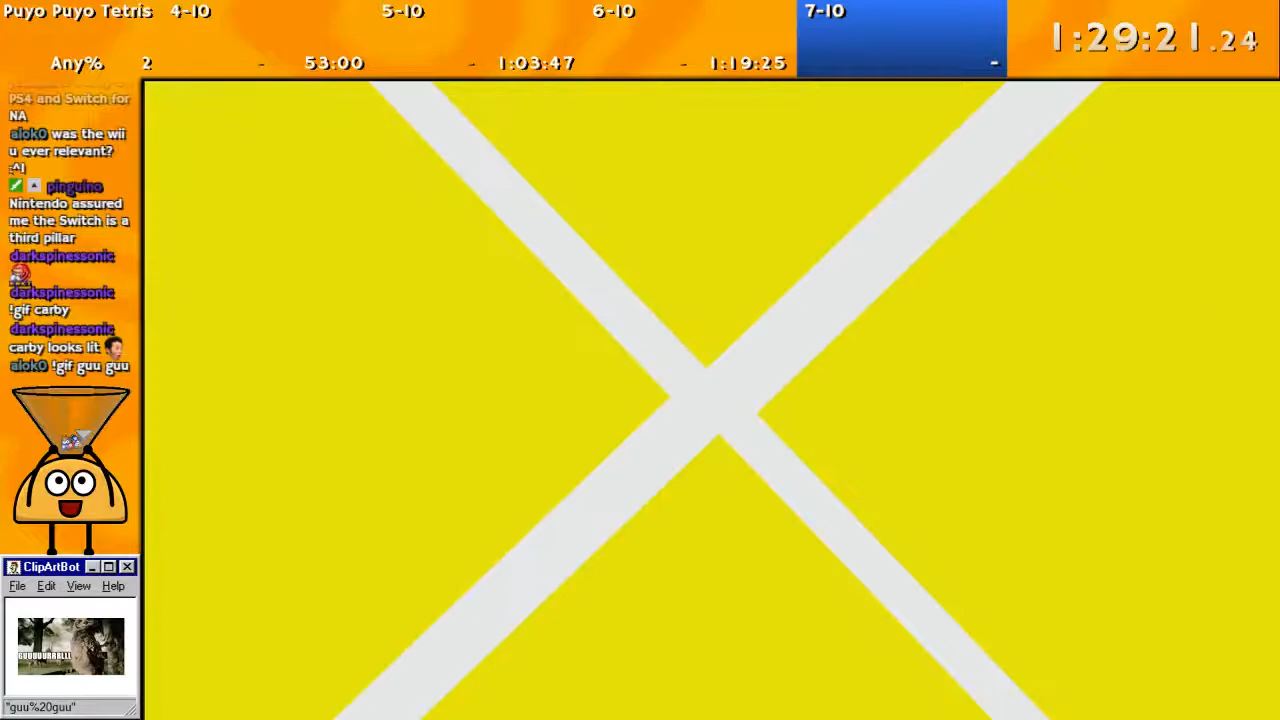 Puyo Puyo Tetris 4-10 5-10 6-10 7-10
1:29:21.24
Any% 2 - 53:00 - 1:03:47 - 1:19:25 -
PS4 and Switch for
NA
alok0 was the wii
u ever relevant?
:^)
pinguino
Nintendo assured
me the Switch is a
third pillar
darkspinessonic
darkspinessonic
!gif carby
darkspinessonic
carby looks lit
alok0 !gif guu guu
ClipArtBot
File Edit View Help
GUUUUURRRLLL
"guu%20guu"